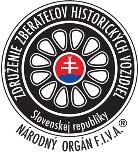 ZDRUŽENIE ZBERATEĽOV HISTORICKÝCH VOZIDIEL
Slovenskej republiky
NÁRODNÝ ORGÁN F.I.V.A.®